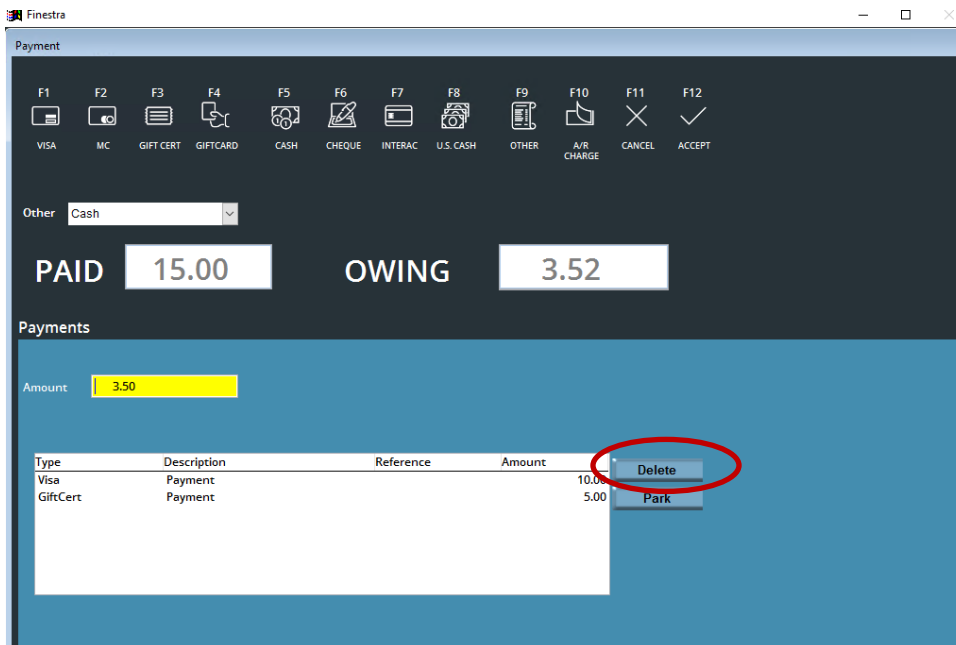 Finestra
Payment
F1 F2 F3 F4 F5 F6 F7 F8 F9 F10 F11 F12
VISA MC GIFT CERT GIFTCARD CASH CHEQUE INTERAC U.S. CASH OTHER A/R CHARGE CANCEL ACCEPT
Other Cash
PAID 15.00 OWING 3.52
Payments
Amount 3.50
Type Description Reference Amount
Delete
Visa Payment 10.00
GiftCert Payment 5.00
Park